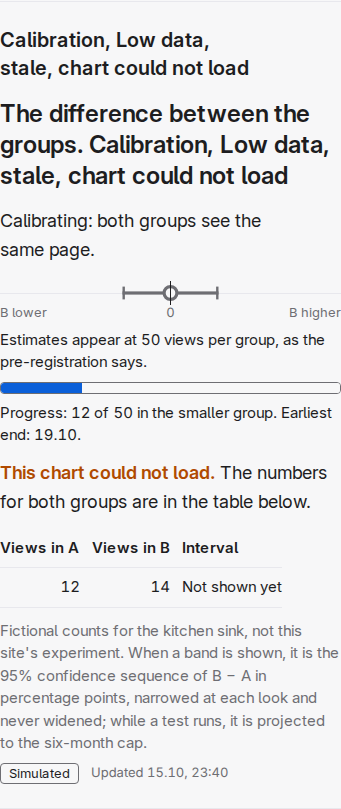 Calibration, Low data,
stale, chart could not load
The difference between the
groups. Calibration, Low data,
stale, chart could not load
Calibrating: both groups see the
same page.
B lower 0 B higher
Estimates appear at 50 views per group, as the
pre-registration says.
Progress: 12 of 50 in the smaller group. Earliest
end: 19.10.
This chart could not load. The numbers
for both groups are in the table below.
Views in A Views in B Interval
12 14 Not shown yet
Fictional counts for the kitchen sink, not this
site's experiment. When a band is shown, it is the
95% confidence sequence of B − A in
percentage points, narrowed at each look and
never widened; while a test runs, it is projected
to the six-month cap.
Simulated Updated 15.10, 23:40